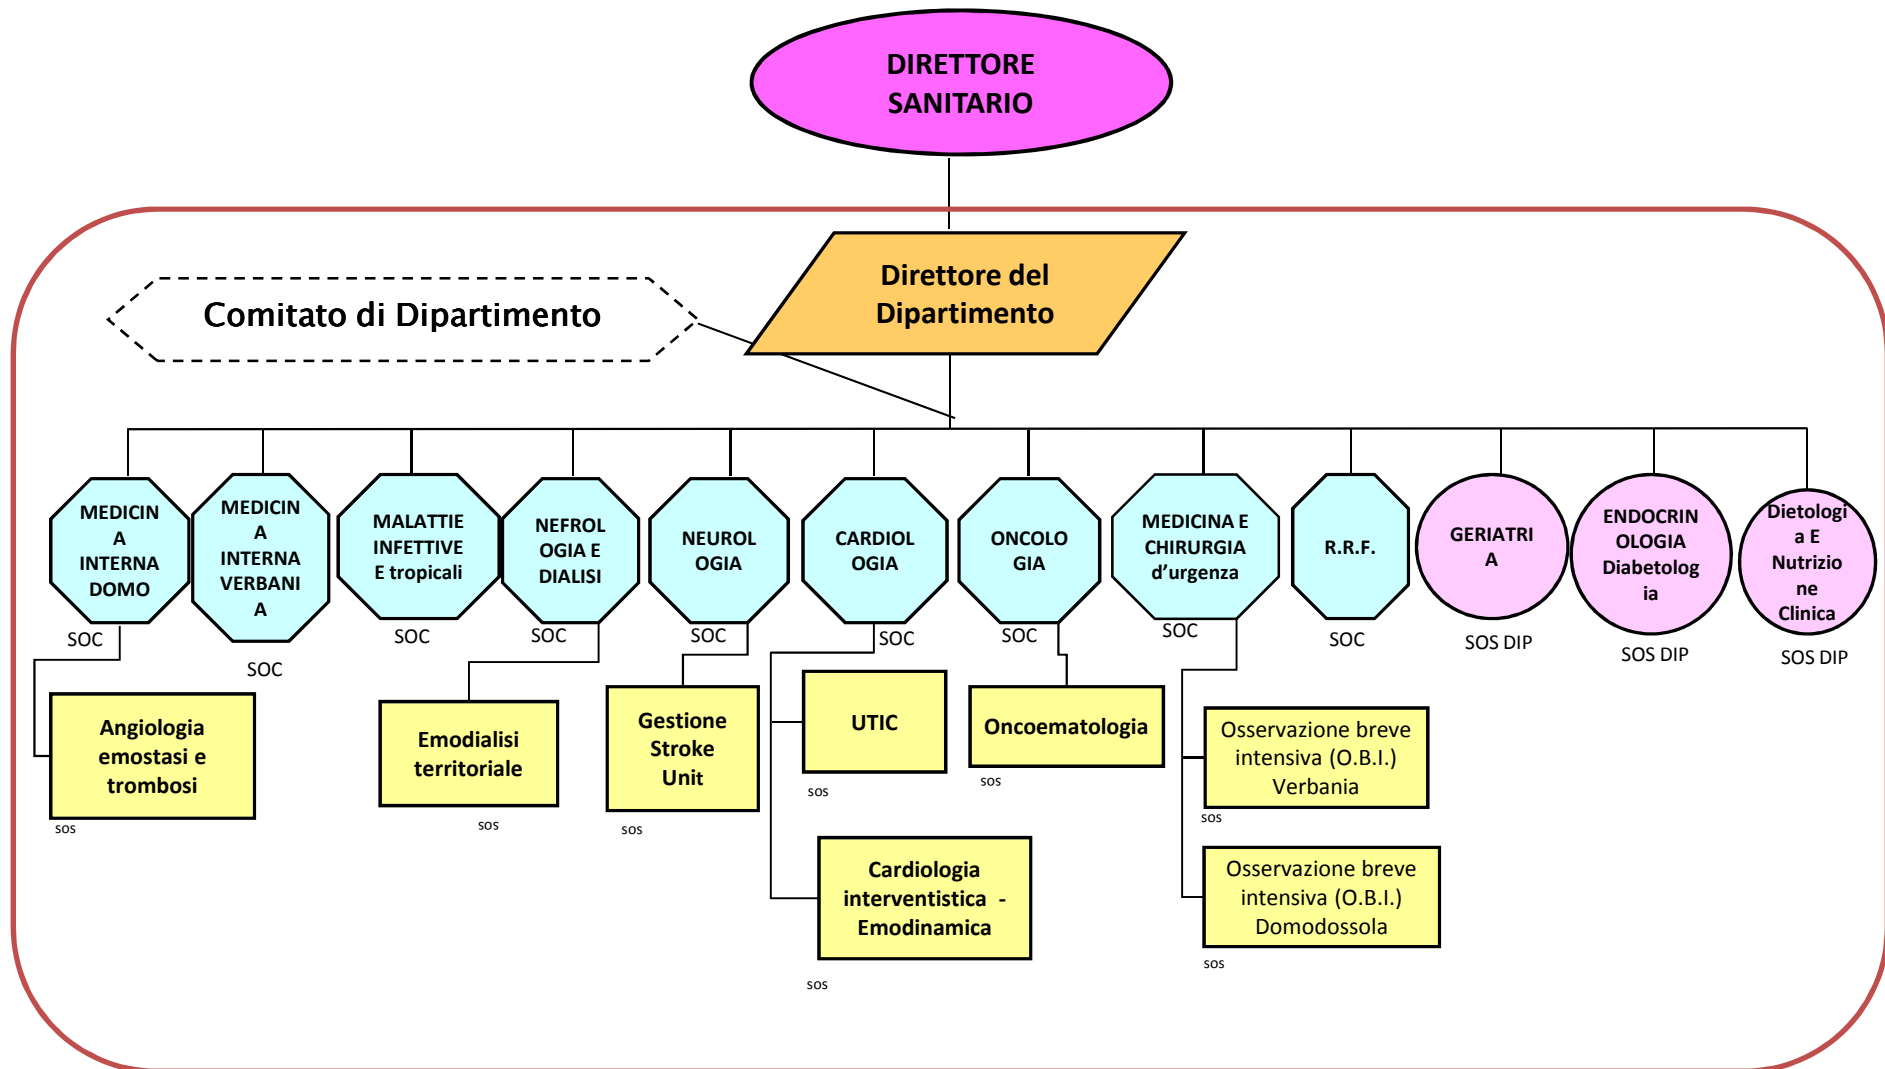 DIRETTORE
SANITARIO
Direttore del
Dipartimento
Comitato di Dipartimento
MEDICIN
A
INTERNA
DOMO
SOC
MEDICIN
A
INTERNA
VERBANI
A
SOC
MALATTIE
INFETTIVE
E tropicali
SOC
NEFROL
OGIA E
DIALISI
SOC
NEUROL
OGIA
SOC
CARDIOL
OGIA
SOC
ONCOLO
GIA
SOC
MEDICINA E
CHIRURGIA
d'urgenza
SOC
R.R.F.
SOC
GERIATRI
A
SOS DIP
ENDOCRIN
OLOGIA
Diabetolog
ia
SOS DIP
Dietologi
a E
Nutrizio
ne
Clinica
SOS DIP
Angiologia
emostasi e
trombosi
sos
Emodialisi
territoriale
sos
Gestione
Stroke
Unit
sos
UTIC
sos
Cardiologia
interventistica -
Emodinamica
sos
Oncoematologia
sos
Osservazione breve
intensiva (O.B.I.)
Verbania
sos
Osservazione breve
intensiva (O.B.I.)
Domodossola
sos